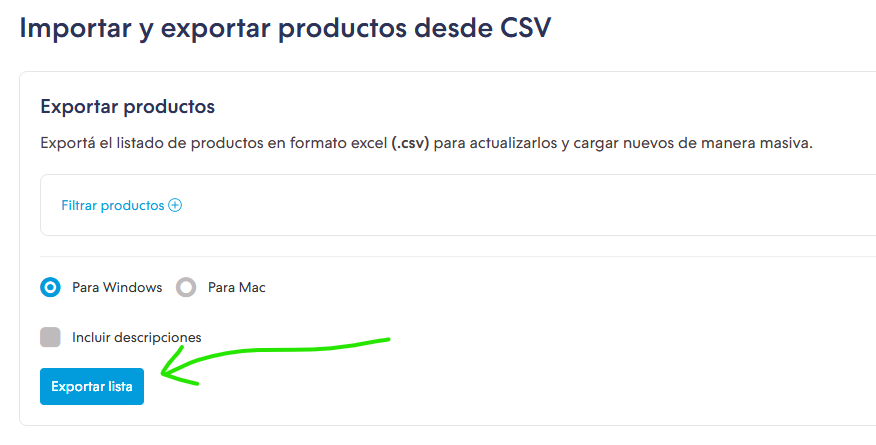 Importar y exportar productos desde CSV
Exportar productos
Exportá el listado de productos en formato excel (.csv) para actualizarlos y cargar nuevos de manera masiva.
Filtrar productos
Para Windows Para Mac
Incluir descripciones
Exportar lista